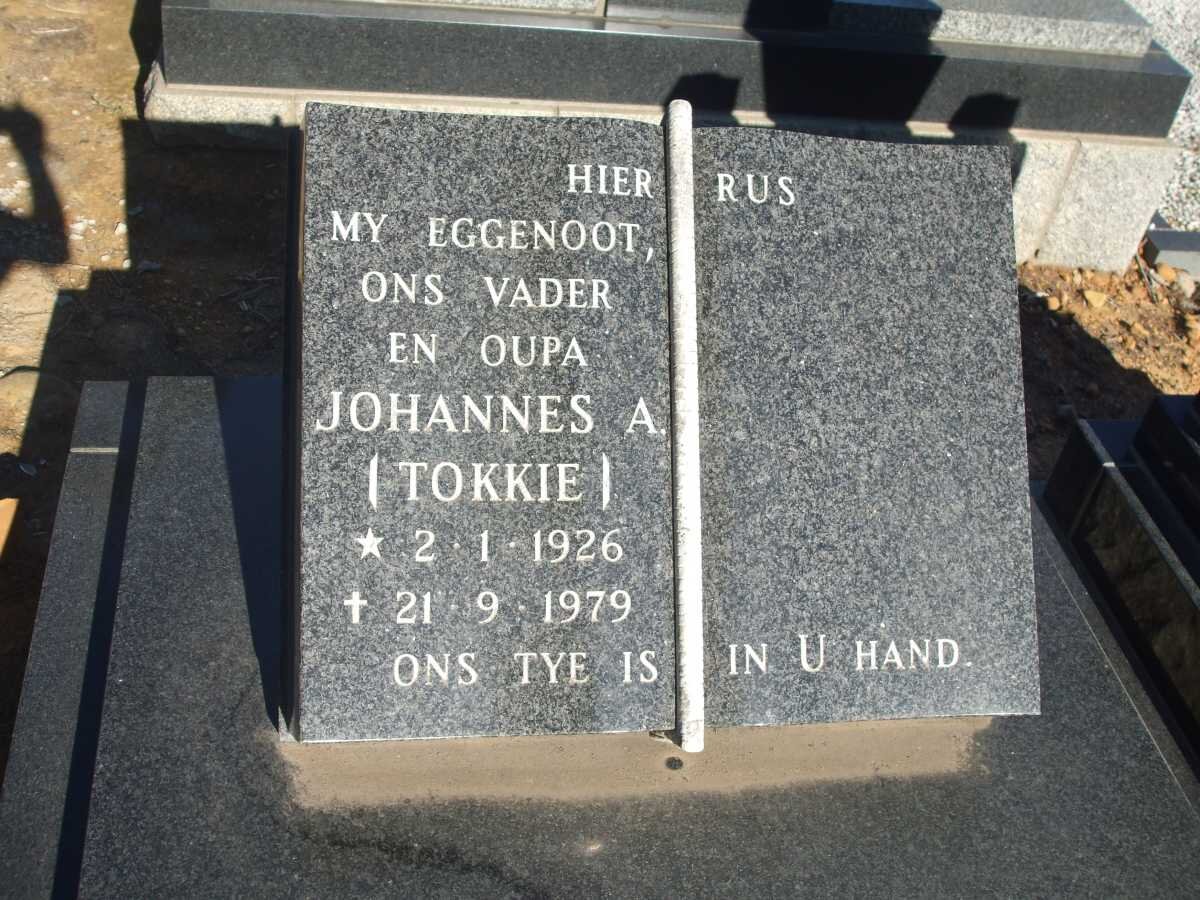 HIER RUS
MY EGGENOOT,
ONS VADER
EN OUPA
JOHANNES A.
(TOKKIE)
★ 2·1·1926
✝ 21·9·1979
ONS TYE IS IN U HAND.